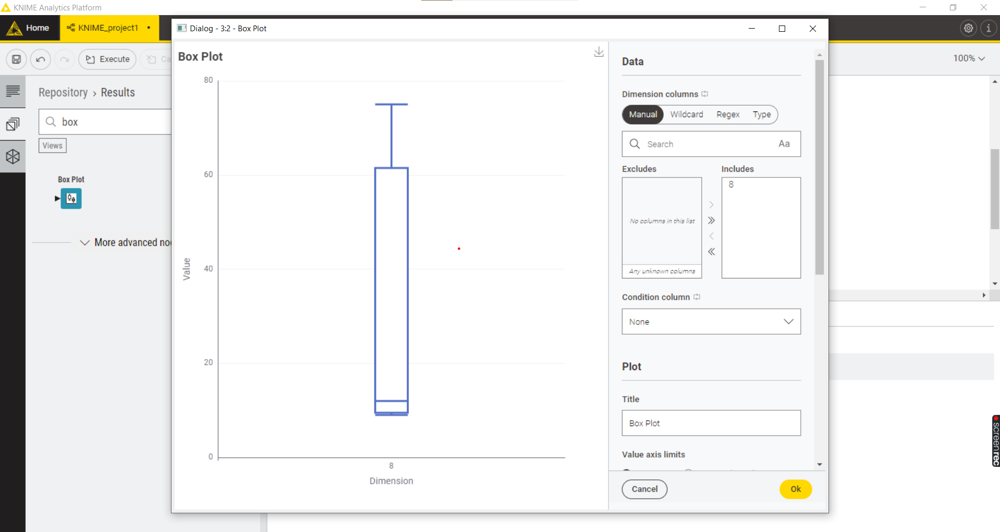 KNIME Analytics Platform
Home
KNIME_project1
Execute
Ca
100%
Repository › Results
box
Views
Box Plot
More advanced no
Dialog - 3:2 - Box Plot
Box Plot
80
60
40
20
0
Value
8
Dimension
Data
Dimension columns
Manual Wildcard Regex Type
Search Aa
Excludes Includes
8
No columns in this list
Any unknown columns
Condition column
None
Plot
Title
Box Plot
Value axis limits
Cancel Ok
screenrec